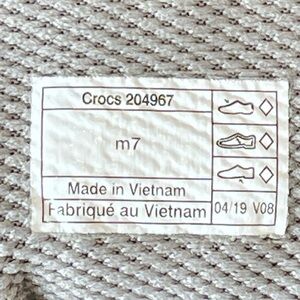 Crocs 204967
m7
Made in Vietnam
Fabriqué au Vietnam 04/19 V08